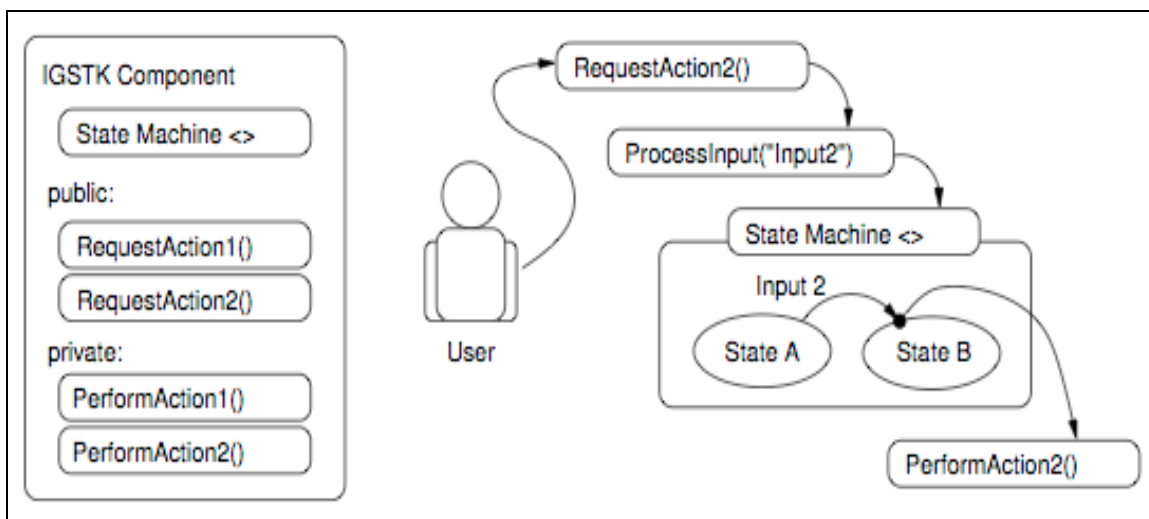 IGSTK Component
State Machine <>
public:
RequestAction1()
RequestAction2()
private:
PerformAction1()
PerformAction2()
User
RequestAction2()
ProcessInput("Input2")
State Machine <>
Input 2
State A
State B
PerformAction2()